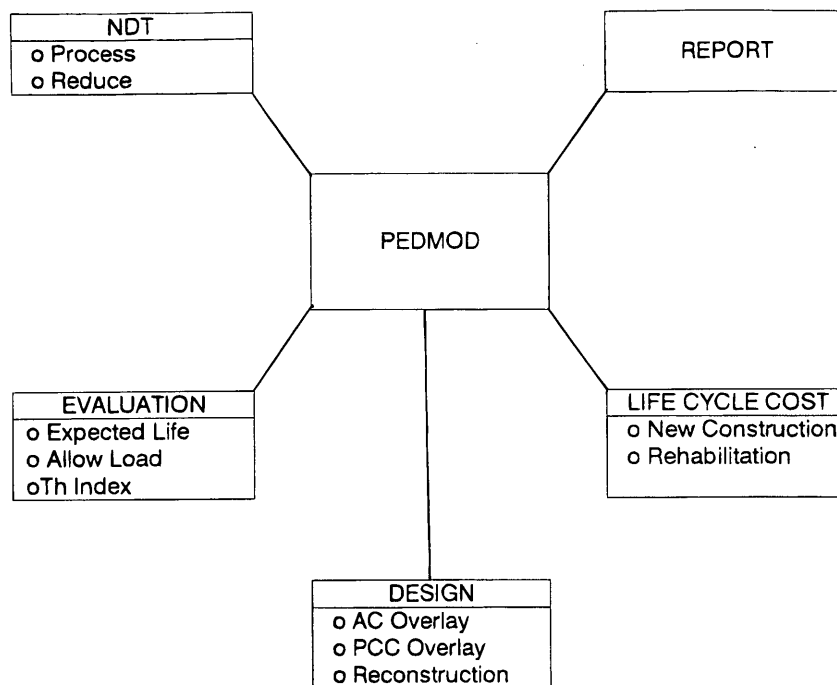 NDT
o Process
o Reduce
REPORT
PEDMOD
EVALUATION
o Expected Life
o Allow Load
oTh Index
LIFE CYCLE COST
o New Construction
o Rehabilitation
DESIGN
o AC Overlay
o PCC Overlay
o Reconstruction